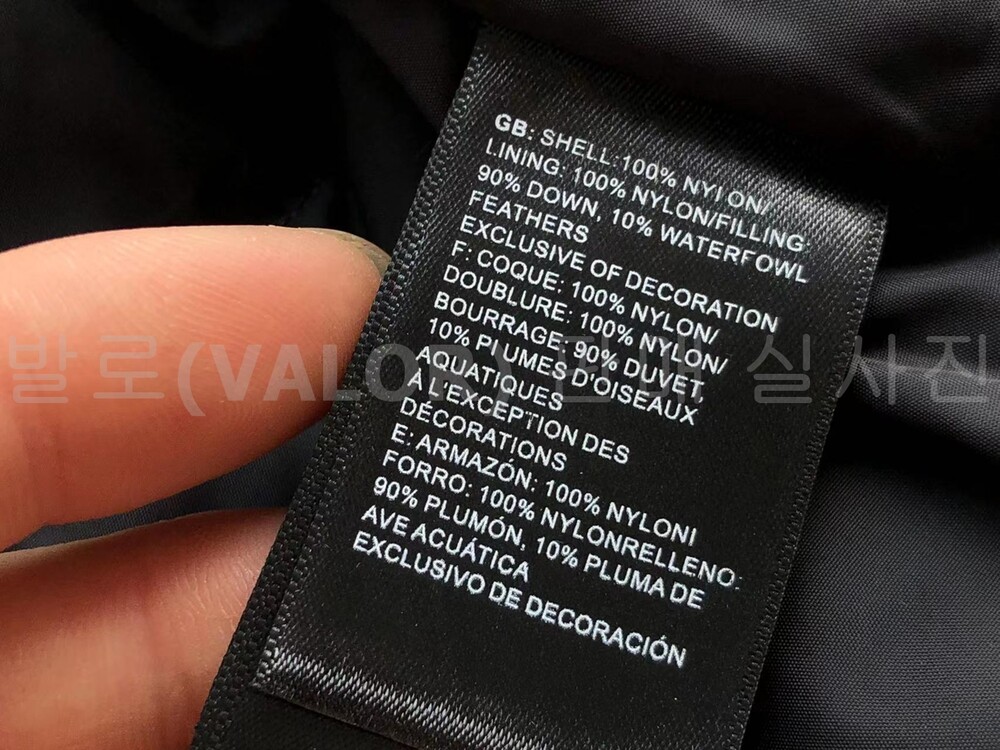 GB: SHELL:100% NYLON/
LINING: 100% NYLON/FILLING:
90% DOWN, 10% WATERFOWL
FEATHERS
EXCLUSIVE OF DECORATION
F: COQUE: 100% NYLON/
DOUBLURE: 100% NYLON/
BOURRAGE: 90% DUVET,
10% PLUMES D'OISEAUX
AQUATIQUES
À L'EXCEPTION DES
DÉCORATIONS
E: ARMAZÓN: 100% NYLONI
FORRO: 100% NYLONRELLENO:
90% PLUMÓN, 10% PLUMA DE
AVE ACUÁTICA
EXCLUSIVO DE DECORACIÓN
발로(VALOR) 판매 실사진